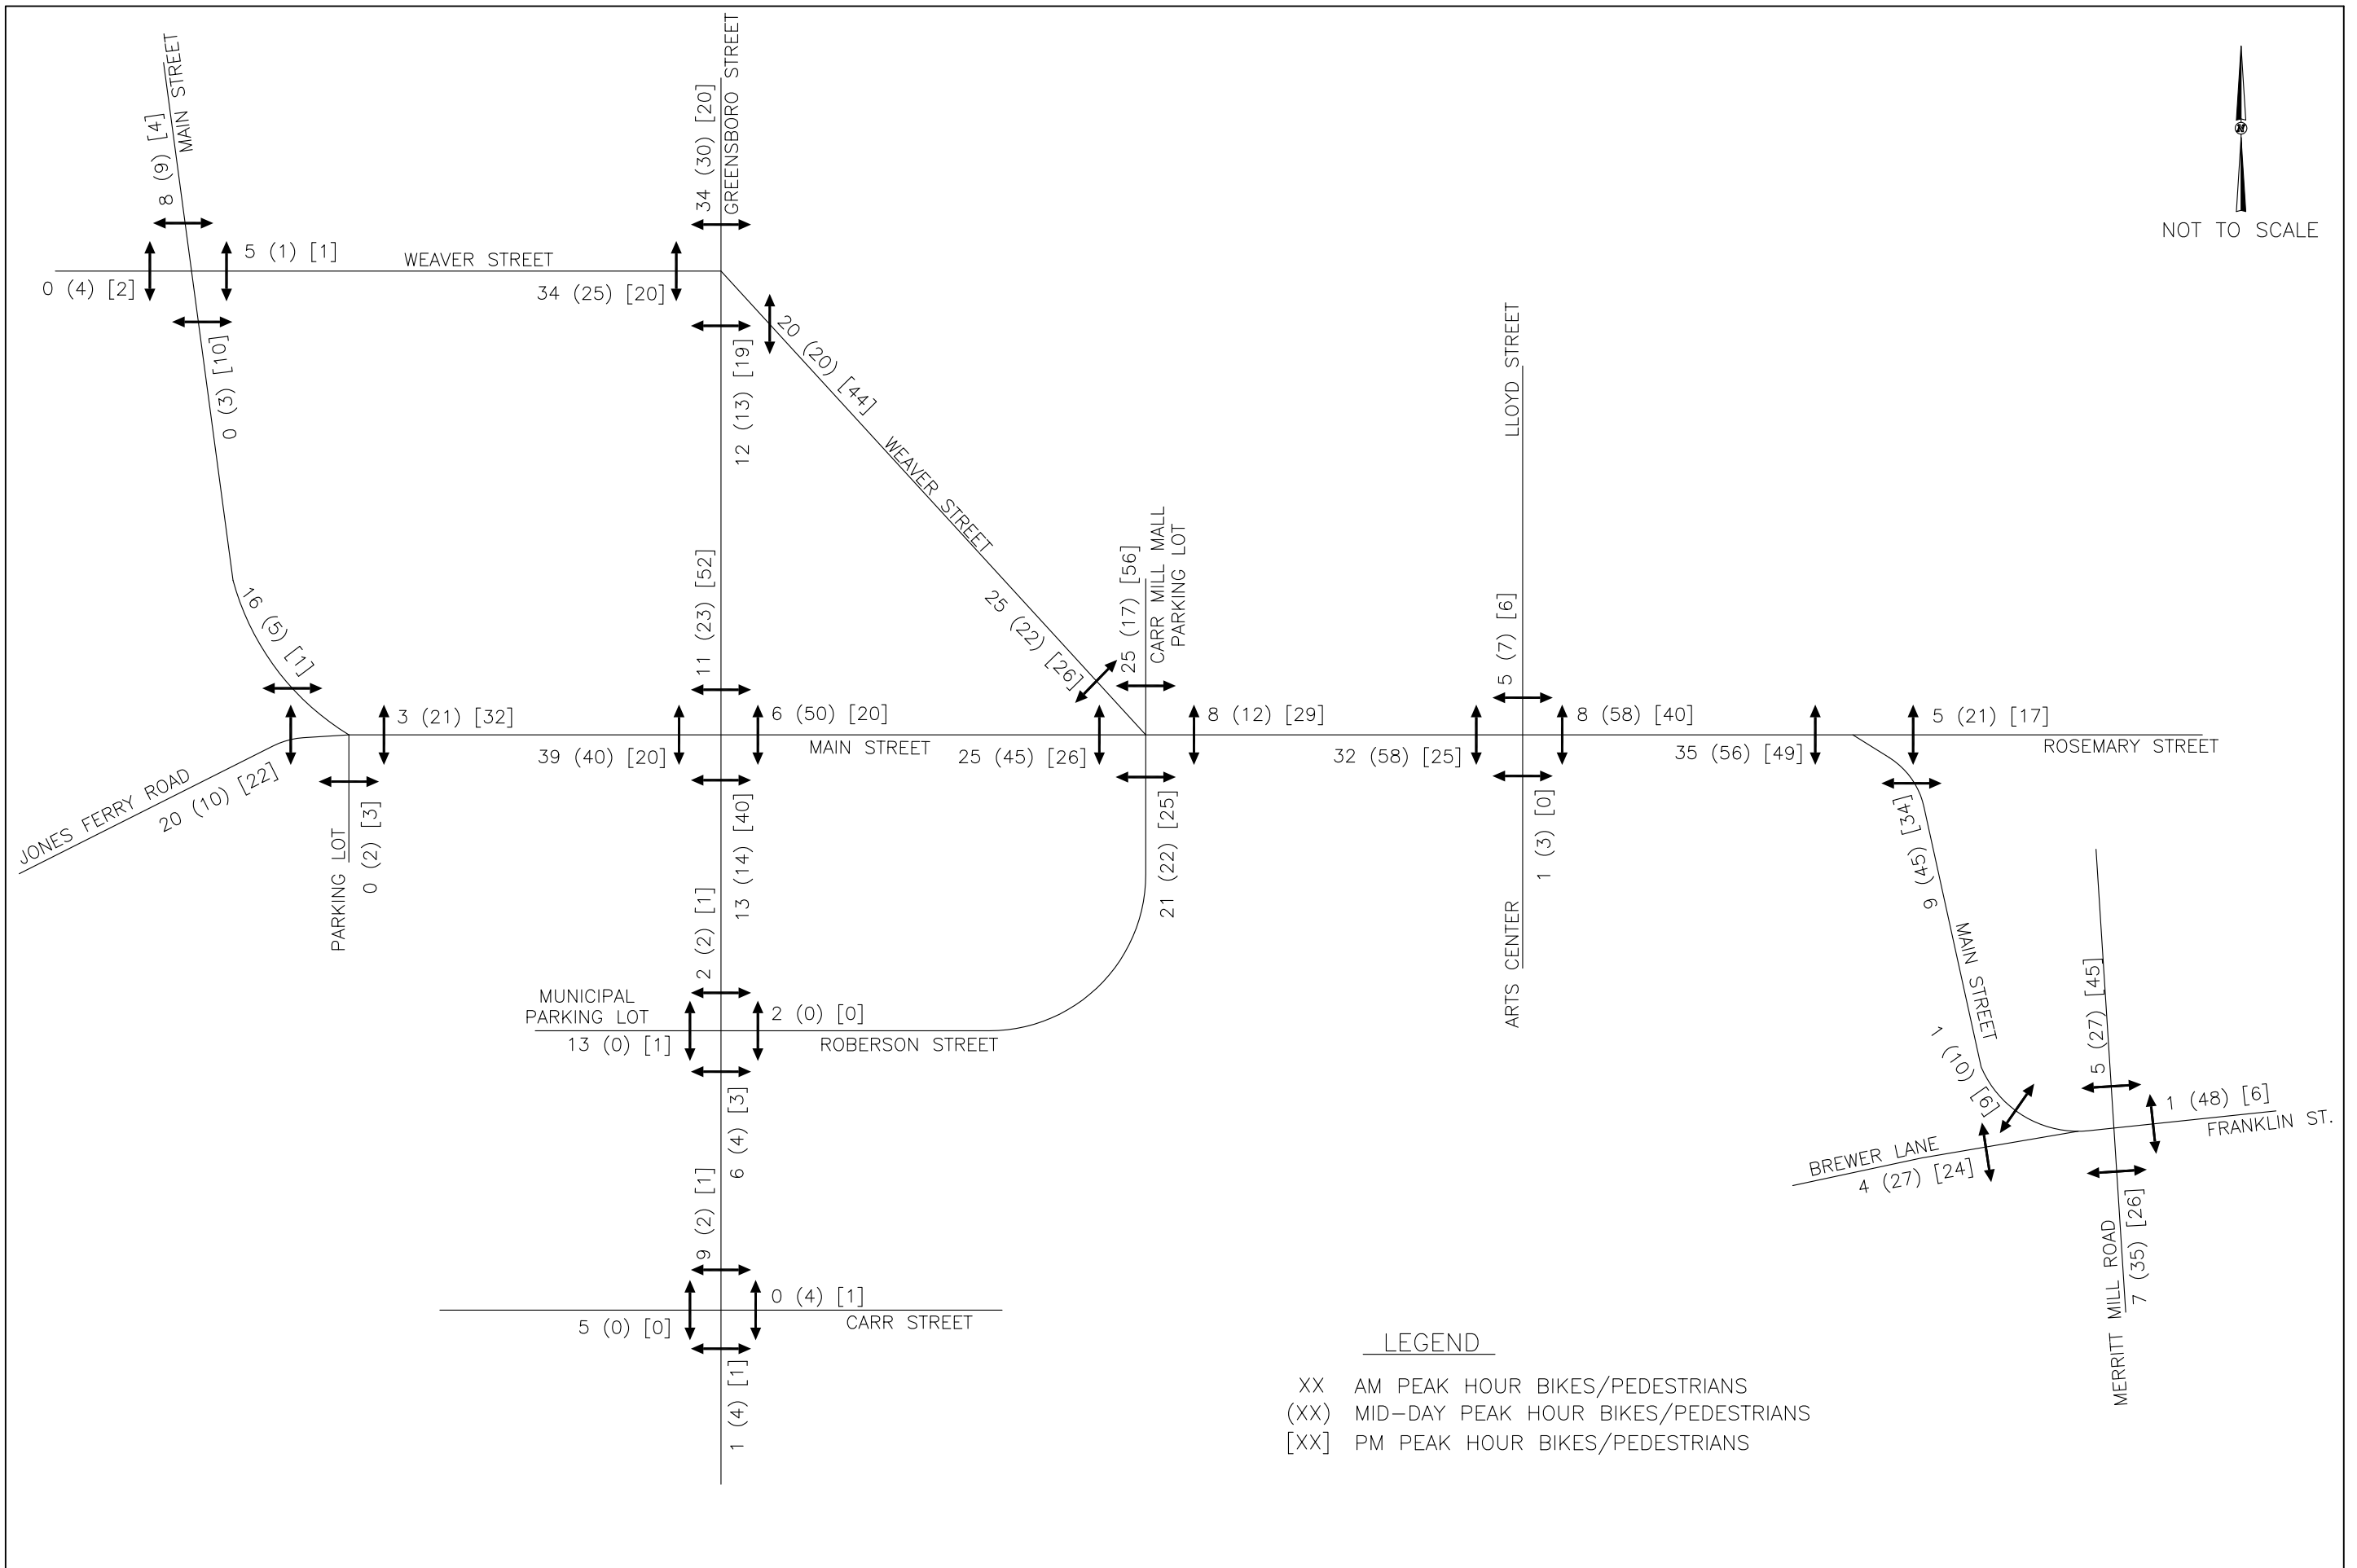 MAIN STREET
8 (9) [4]
GREENSBORO STREET
34 (30) [20]
NOT TO SCALE
5 (1) [1]
WEAVER STREET
0 (4) [2]
34 (25) [20]
0 (3) [10]
12 (13) [19]
20 (20) [44]
WEAVER STREET
LLOYD STREET
11 (23) [52]
25 (22) [26]
25 (17) [56]
CARR MILL MALL
PARKING LOT
5 (7) [6]
16 (5) [1]
3 (21) [32]
6 (50) [20]
8 (12) [29]
8 (58) [40]
5 (21) [17]
39 (40) [20]
MAIN STREET
25 (45) [26]
32 (58) [25]
35 (56) [49]
ROSEMARY STREET
JONES FERRY ROAD
20 (10) [22]
PARKING LOT
0 (2) [3]
13 (14) [40]
21 (22) [25]
1 (3) [0]
ARTS CENTER
9 (45) [34]
MAIN STREET
2 (2) [1]
MUNICIPAL
PARKING LOT
13 (0) [1]
2 (0) [0]
ROBERSON STREET
5 (27) [45]
1 (10) [6]
1 (48) [6]
FRANKLIN ST.
BREWER LANE
4 (27) [24]
6 (4) [3]
9 (2) [1]
MERRITT MILL ROAD
7 (35) [26]
0 (4) [1]
CARR STREET
5 (0) [0]
1 (4) [1]
LEGEND
XX AM PEAK HOUR BIKES/PEDESTRIANS
(XX) MID-DAY PEAK HOUR BIKES/PEDESTRIANS
[XX] PM PEAK HOUR BIKES/PEDESTRIANS